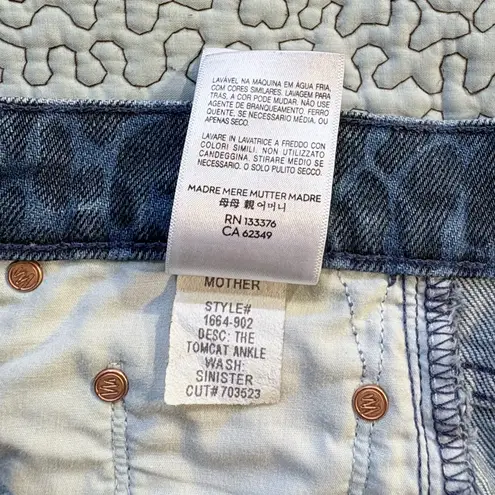 LAVÁVEL NA MÁQUINA EM ÁGUA FRIA,
COM CORES SIMILARES. LAVAGEM PARA
TRÁS, A COR PODE MUDAR. NÃO USE
AGENTE DE BRANQUEAMENTO. FERRO
QUENTE, SE NECESSARIO MÉDIA, OU
APENAS SECO.
LAVARE IN LAVATRICE A FREDDO CON
COLORI SIMILI. NON UTILIZZATO
CANDEGGINA. STIRARE MEDIO SE
NECESSARIO. O SOLO PULITO SECCO.
MADRE MERE MUTTER MADRE
母母 親 어머니
RN 133376
CA 62349
MOTHER
STYLE#
1664-902
DESC: THE
TOMCAT ANKLE
WASH:
SINISTER
CUT# 703523